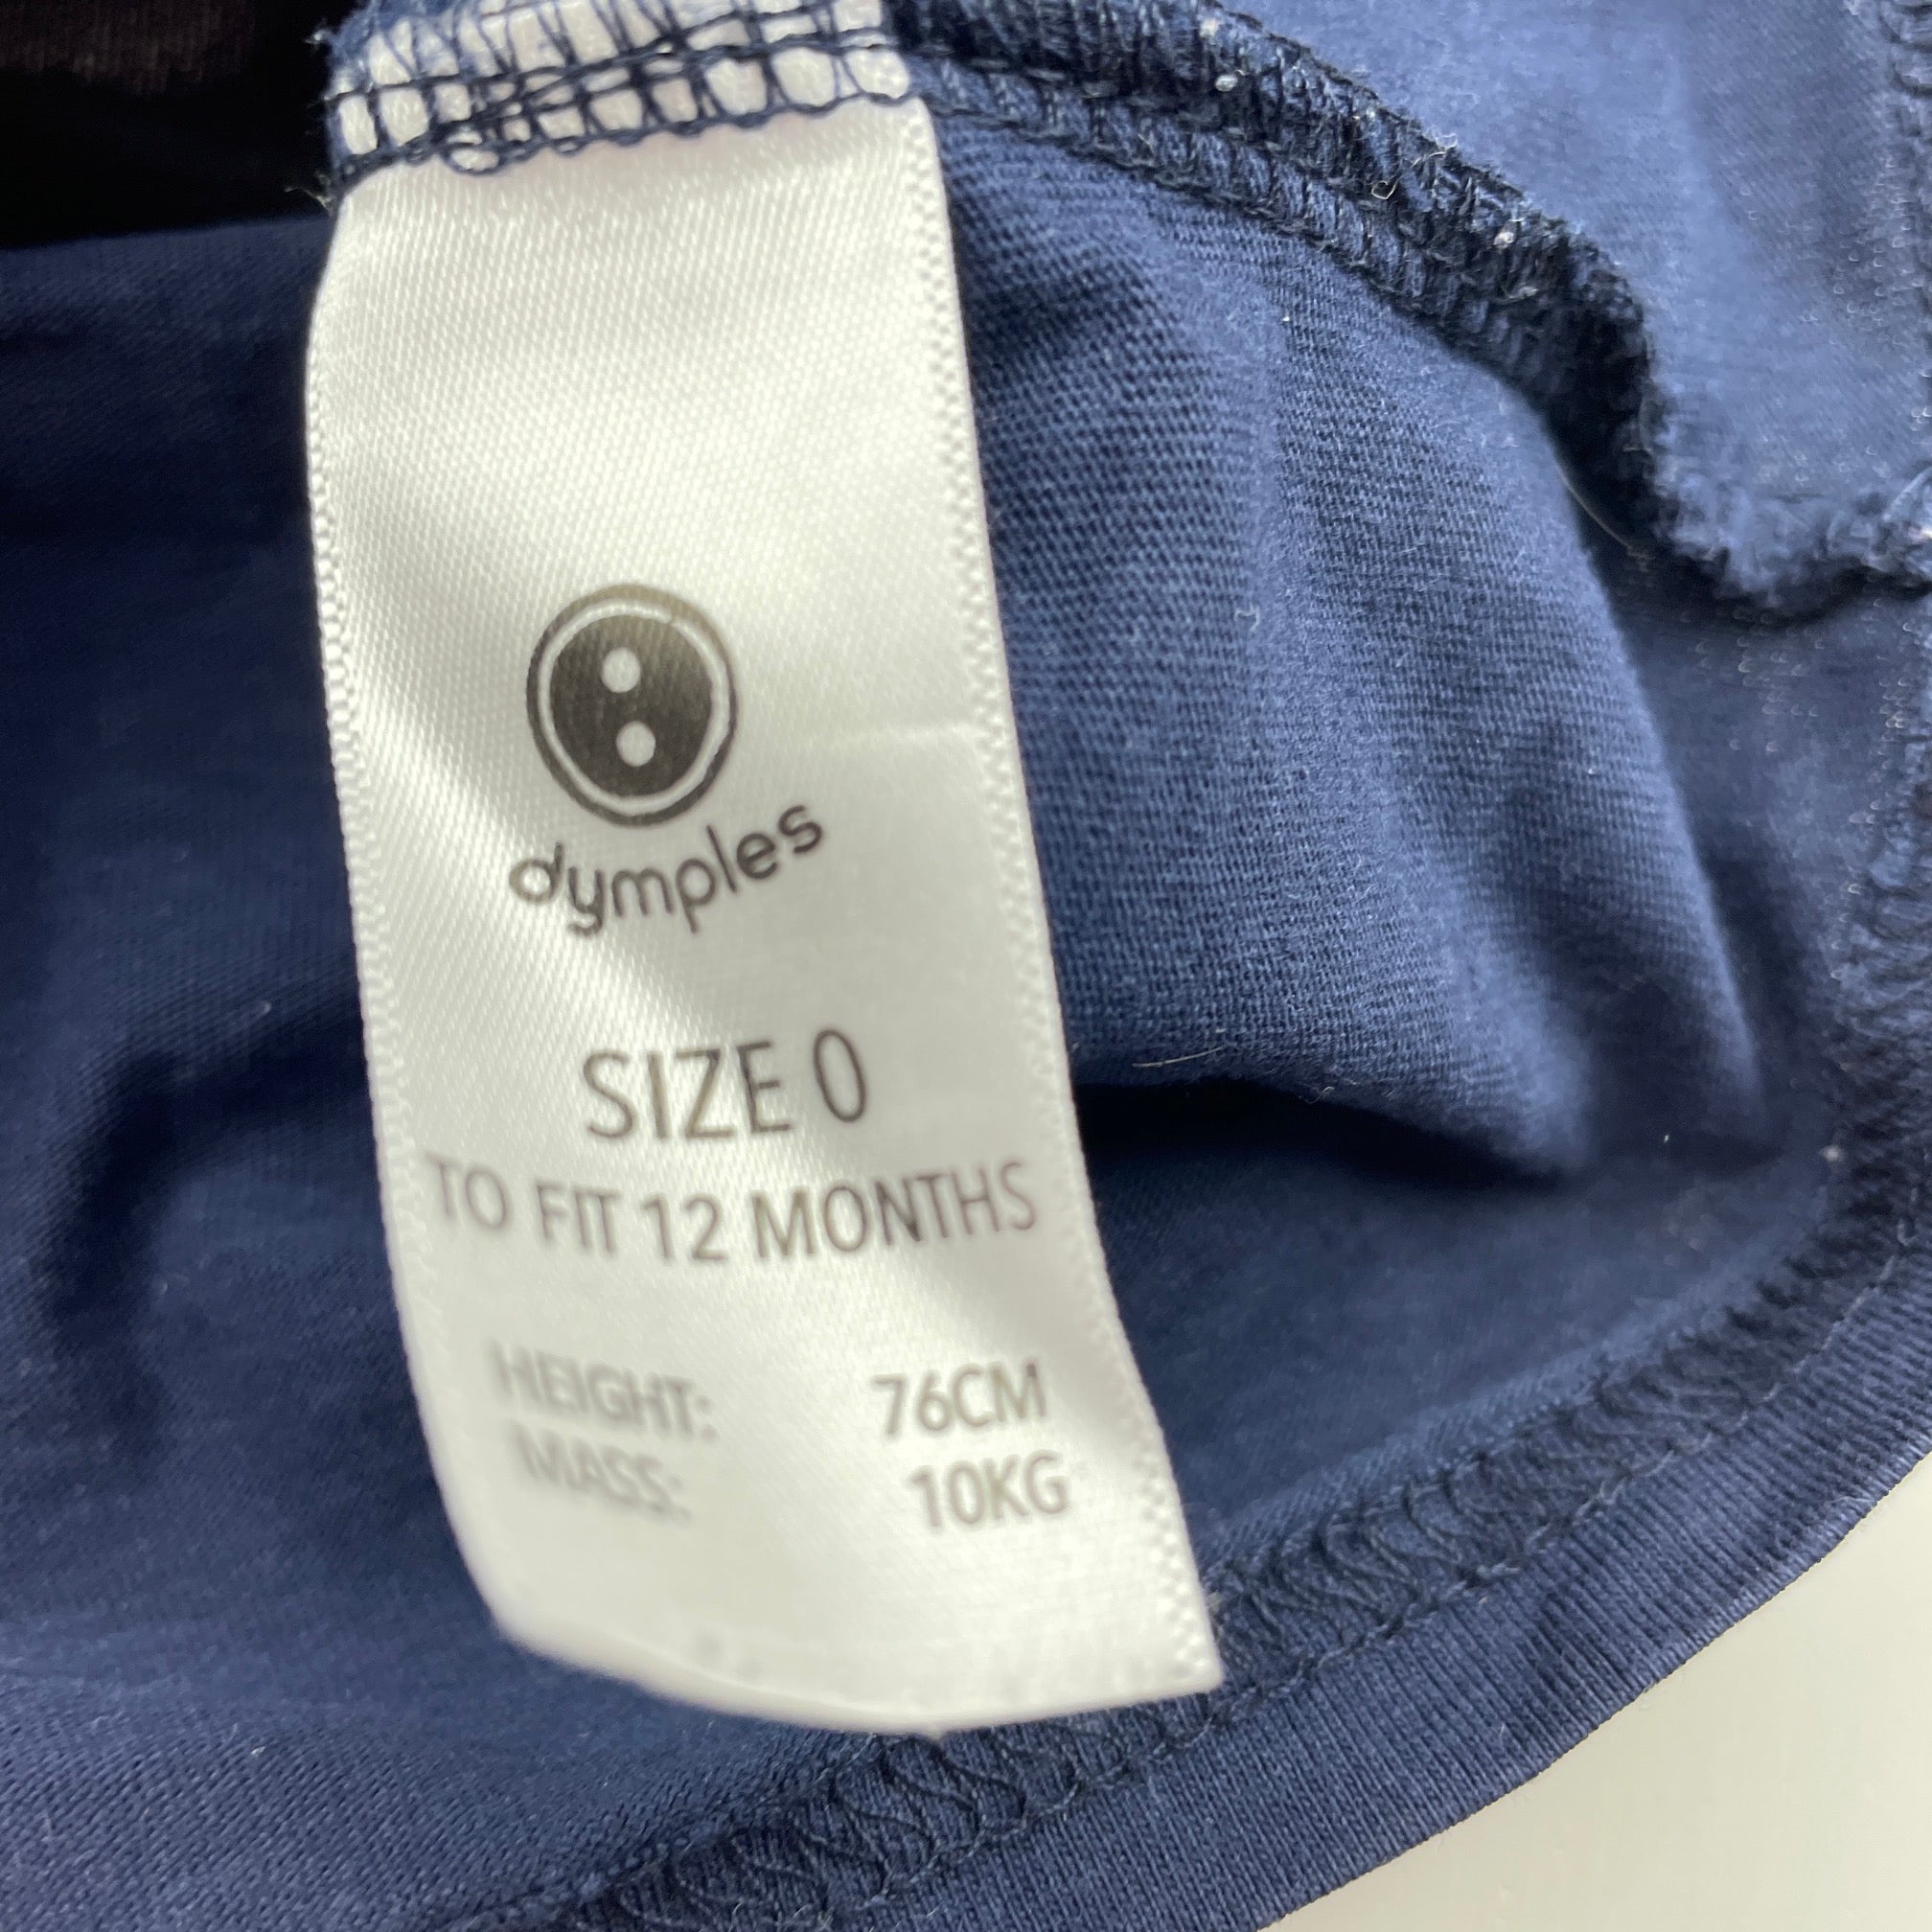 dymples
SIZE 0
TO FIT 12 MONTHS
HEIGHT: 76CM
MASS: 10KG